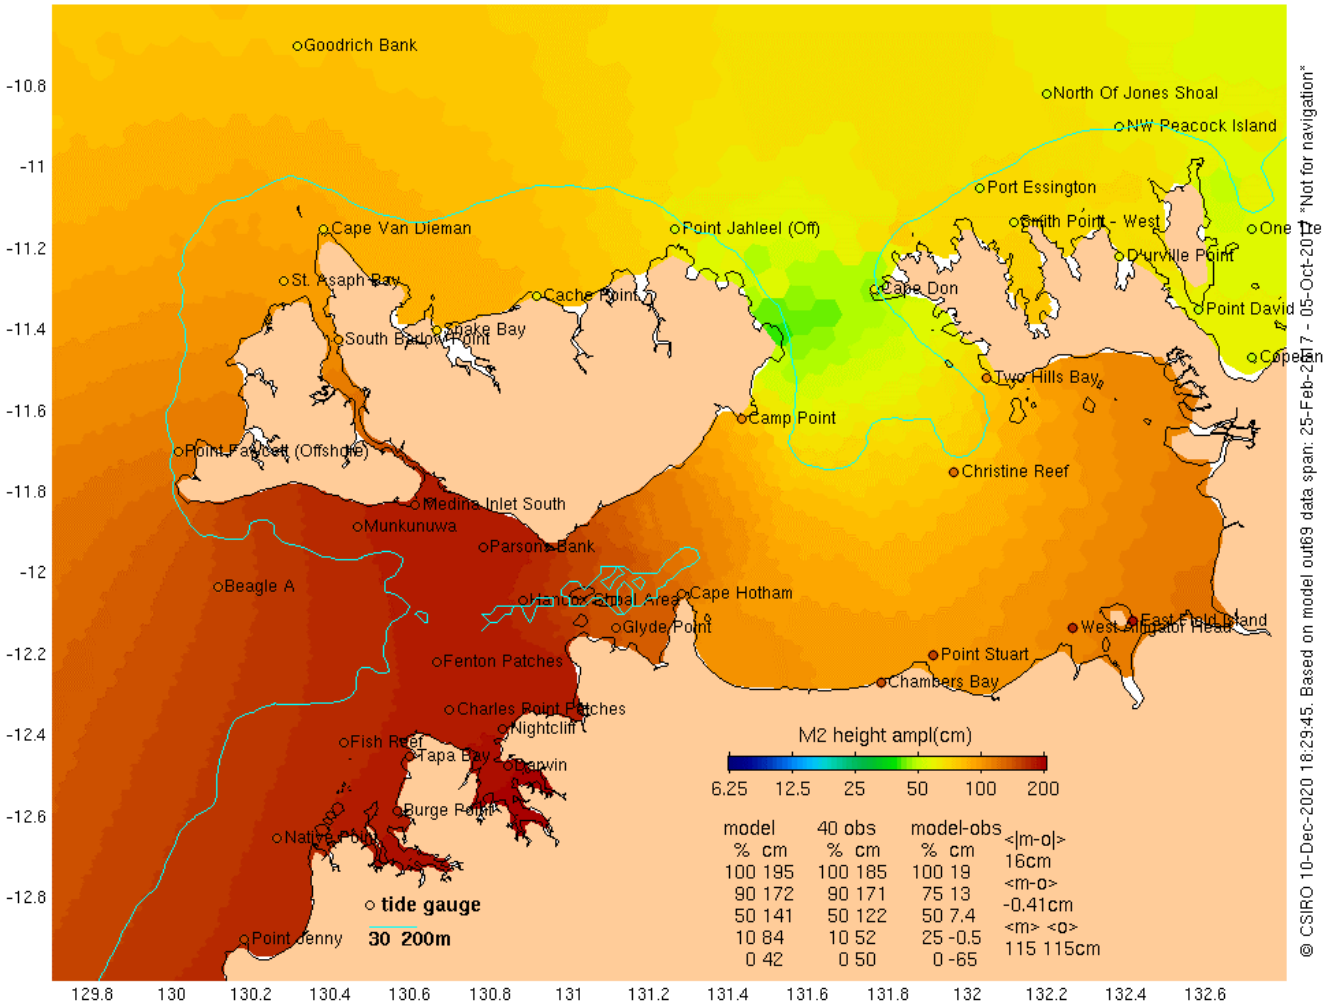 Goodrich Bank
-10.8
North Of Jones Shoal
NW Peacock Island
-11
Port Essington
Smith Point - West
Cape Van Dieman
Point Jahleel (Off)
One Tre
-11.2
D'urville Point
St. Asaph Bay
Cape Don
Cache Point
Point David
Snake Bay
-11.4
South Barlow Point
Copelan
Two Hills Bay
-11.6
Camp Point
Point Fawcett (Offshore)
Christine Reef
-11.8
Medina Inlet South
Munkunuwa
Parsons Bank
-12
Beagle A
Cape Hotham
Hancox Shoal Area
East Field Island
Glyde Point
West Alligator Head
-12.2
Point Stuart
Fenton Patches
Chambers Bay
Charles Point Patches
Nightcliff
-12.4
Fish Reef
Tapa Bay
Darwin
-12.6
Burge Point
Native Point
-12.8
Point Jenny
M2 height ampl(cm)
6.25 12.5 25 50 100 200
model 40 obs model-obs
% cm % cm % cm
100 195 100 185 100 19
90 172 90 171 75 13
50 141 50 122 50 7.4
10 84 10 52 25 -0.5
0 42 0 50 0 -65
<|m-o|>
16cm
<m-o>
-0.41cm
<m> <o>
115 115cm
tide gauge
30 200m
129.8 130 130.2 130.4 130.6 130.8 131 131.2 131.4 131.6 131.8 132 132.2 132.4 132.6
© CSIRO 10-Dec-2020 18:29:45. Based on model out69 data span: 25-Feb-2017 - 05-Oct-2017 *Not for navigation*